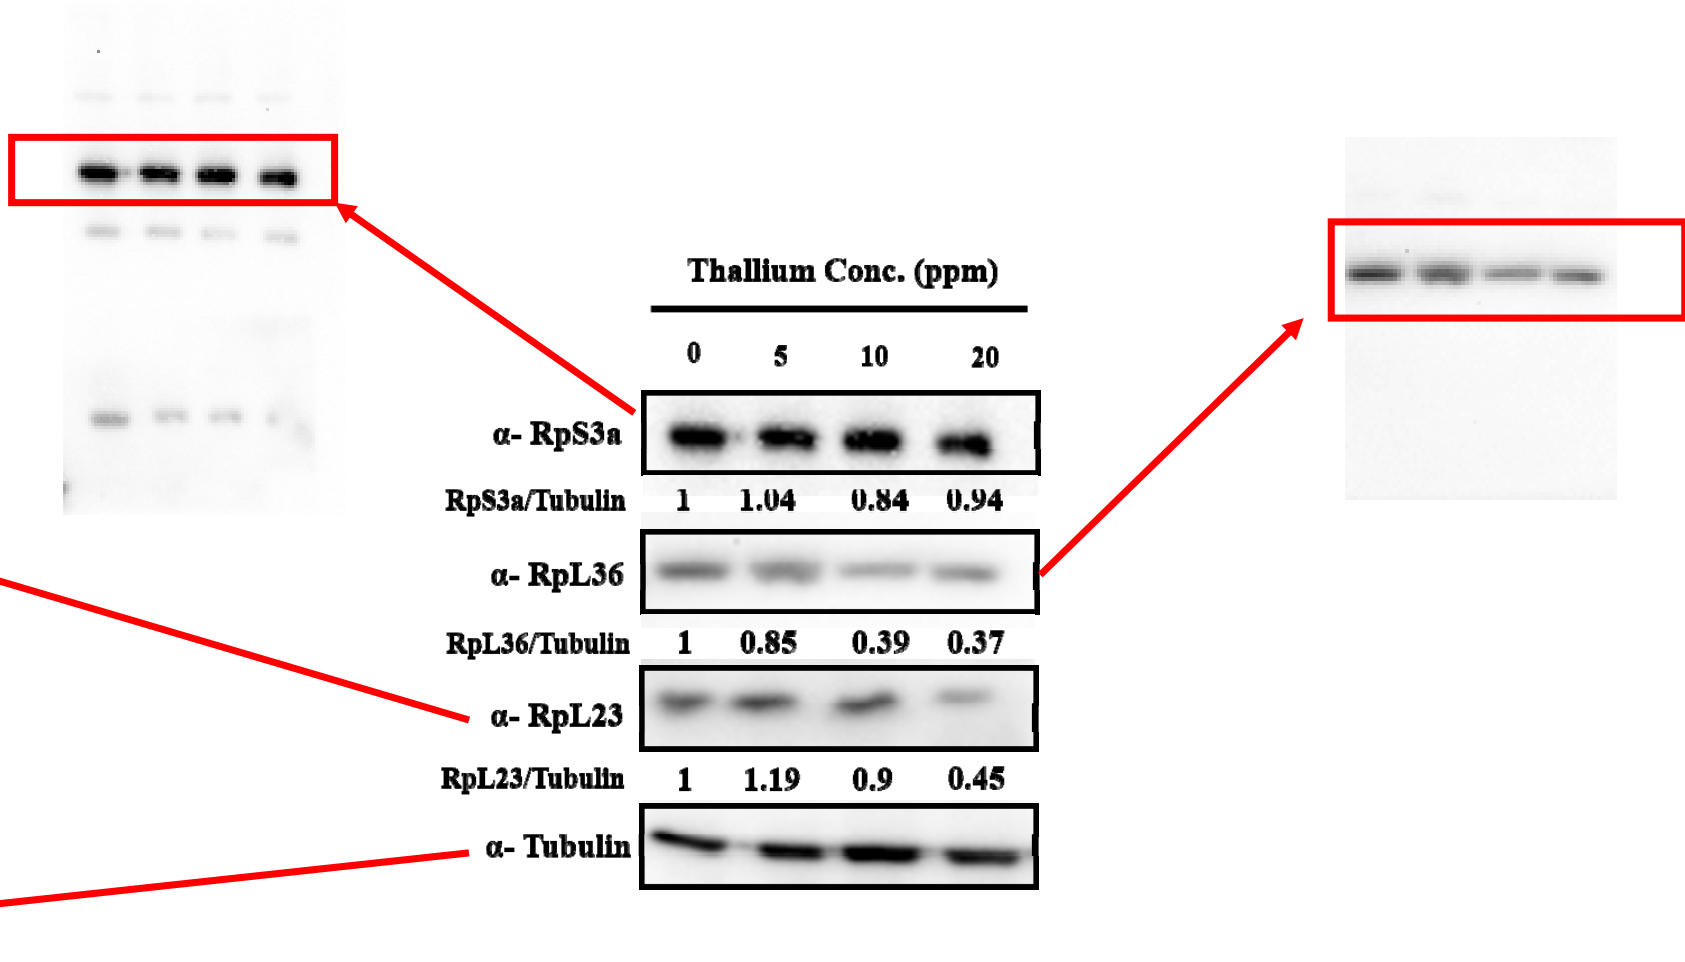 Thallium Conc. (ppm)
0 5 10 20
α- RpS3a
RpS3a/Tubulin 1 1.04 0.84 0.94
α- RpL36
RpL36/Tubulin 1 0.85 0.39 0.37
α- RpL23
RpL23/Tubulin 1 1.19 0.9 0.45
α- Tubulin